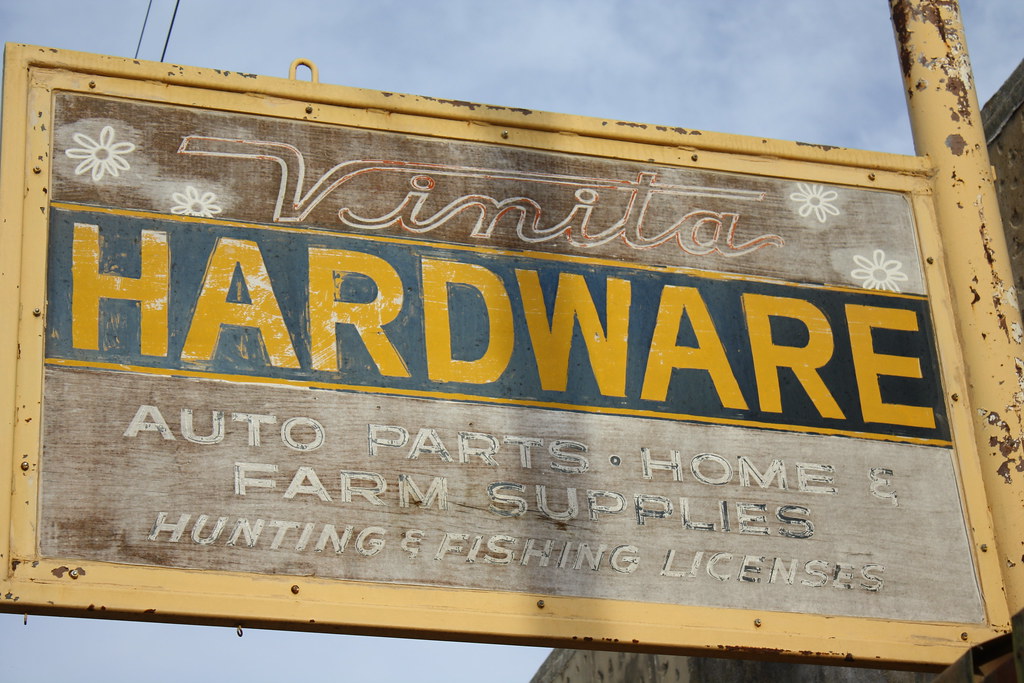 Vinita
HARDWARE
AUTO PARTS • HOME &
FARM SUPPLIES
HUNTING & FISHING LICENSES